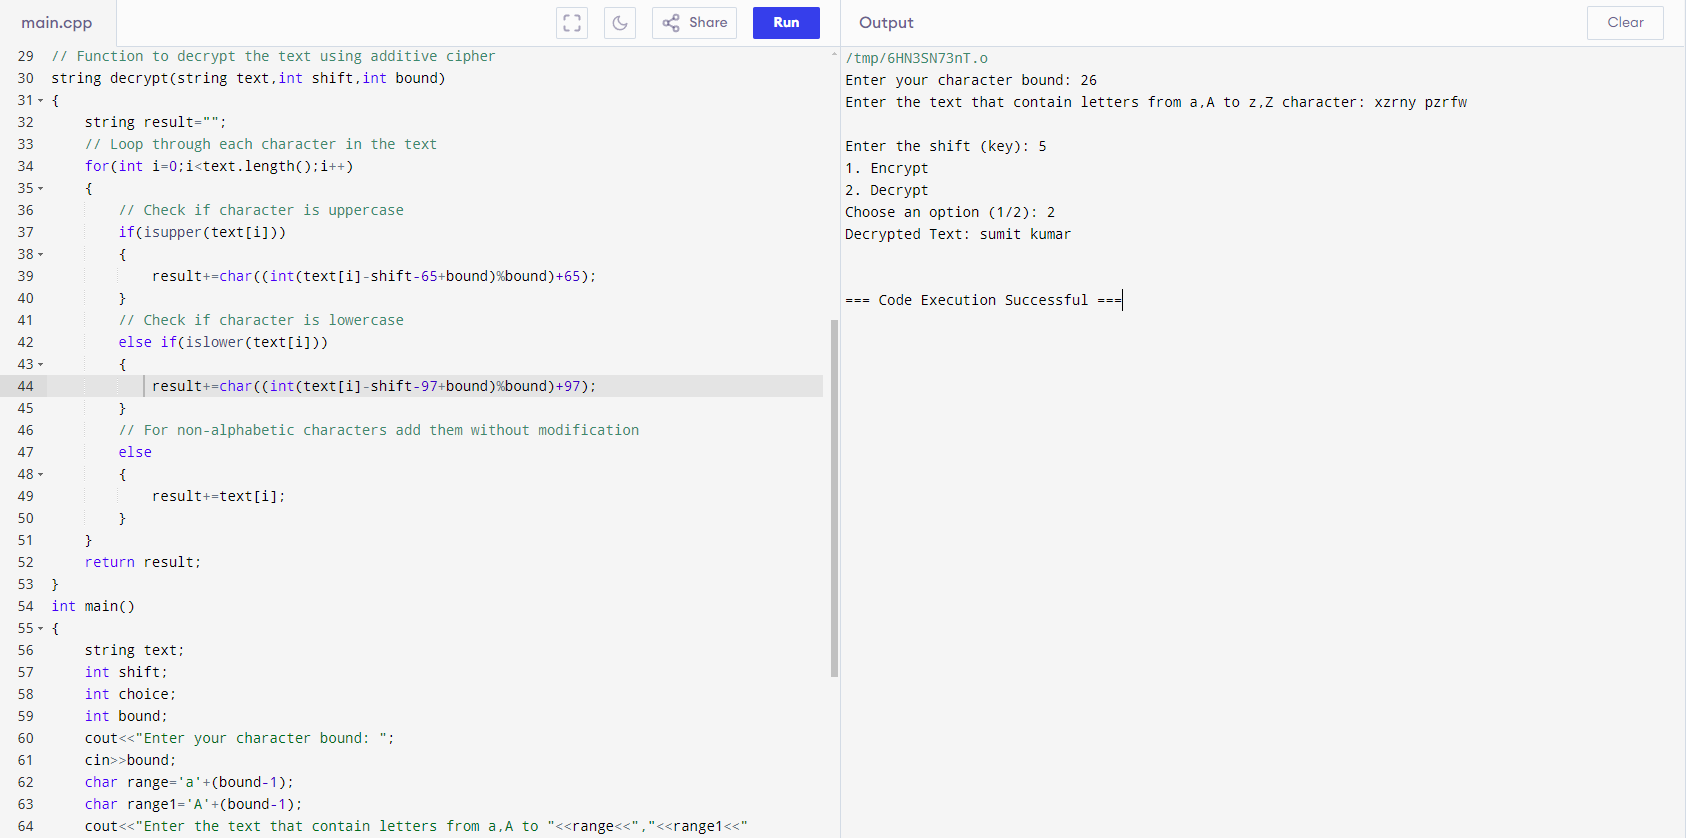 main.cpp
Share
Run
Output
Clear
29 // Function to decrypt the text using additive cipher
30 string decrypt(string text,int shift,int bound)
31 {
32 string result="";
33 // Loop through each character in the text
34 for(int i=0;i<text.length();i++)
35 {
36 // Check if character is uppercase
37 if(isupper(text[i]))
38 {
39 result+=char((int(text[i]-shift-65+bound)%bound)+65);
40 }
41 // Check if character is lowercase
42 else if(islower(text[i]))
43 {
44 result+=char((int(text[i]-shift-97+bound)%bound)+97);
45 }
46 // For non-alphabetic characters add them without modification
47 else
48 {
49 result+=text[i];
50 }
51 }
52 return result;
53 }
54 int main()
55 {
56 string text;
57 int shift;
58 int choice;
59 int bound;
60 cout<<"Enter your character bound: ";
61 cin>>bound;
62 char range='a'+(bound-1);
63 char range1='A'+(bound-1);
64 cout<<"Enter the text that contain letters from a,A to "<<range<<","<<range1<<"
/tmp/6HN3SN73nT.o
Enter your character bound: 26
Enter the text that contain letters from a,A to z,Z character: xzrny pzrfw
Enter the shift (key): 5
1. Encrypt
2. Decrypt
Choose an option (1/2): 2
Decrypted Text: sumit kumar
=== Code Execution Successful ===